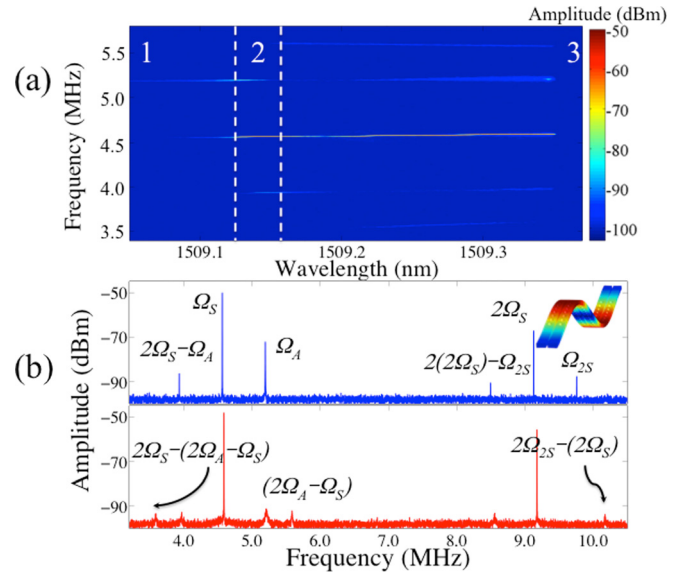 Amplitude (dBm)
(a)
1
2
3
Frequency (MHz)
5.5
5.0
4.5
4.0
3.5
1509.1
1509.2
1509.3
Wavelength (nm)
-50
-60
-70
-80
-90
-100
(b)
Amplitude (dBm)
-50
-70
-90
2Ω_S−Ω_A
Ω_S
Ω_A
2(2Ω_S)−Ω_2S
2Ω_S
Ω_2S
-50
-70
-90
2Ω_S−(2Ω_A−Ω_S)
(2Ω_A−Ω_S)
2Ω_2S−(2Ω_S)
4.0
5.0
6.0
7.0
8.0
9.0
10.0
Frequency (MHz)